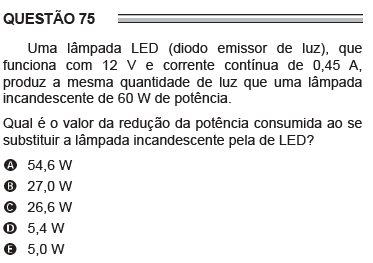 QUESTÃO 75
Uma lâmpada LED (diodo emissor de luz), que
funciona com 12 V e corrente contínua de 0,45 A,
produz a mesma quantidade de luz que uma lâmpada
incandescente de 60 W de potência.
Qual é o valor da redução da potência consumida ao se
substituir a lâmpada incandescente pela de LED?
A 54,6 W
B 27,0 W
C 26,6 W
D 5,4 W
E 5,0 W